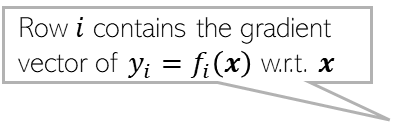 Row i contains the gradient
vector of yᵢ = fᵢ(x) w.r.t. x